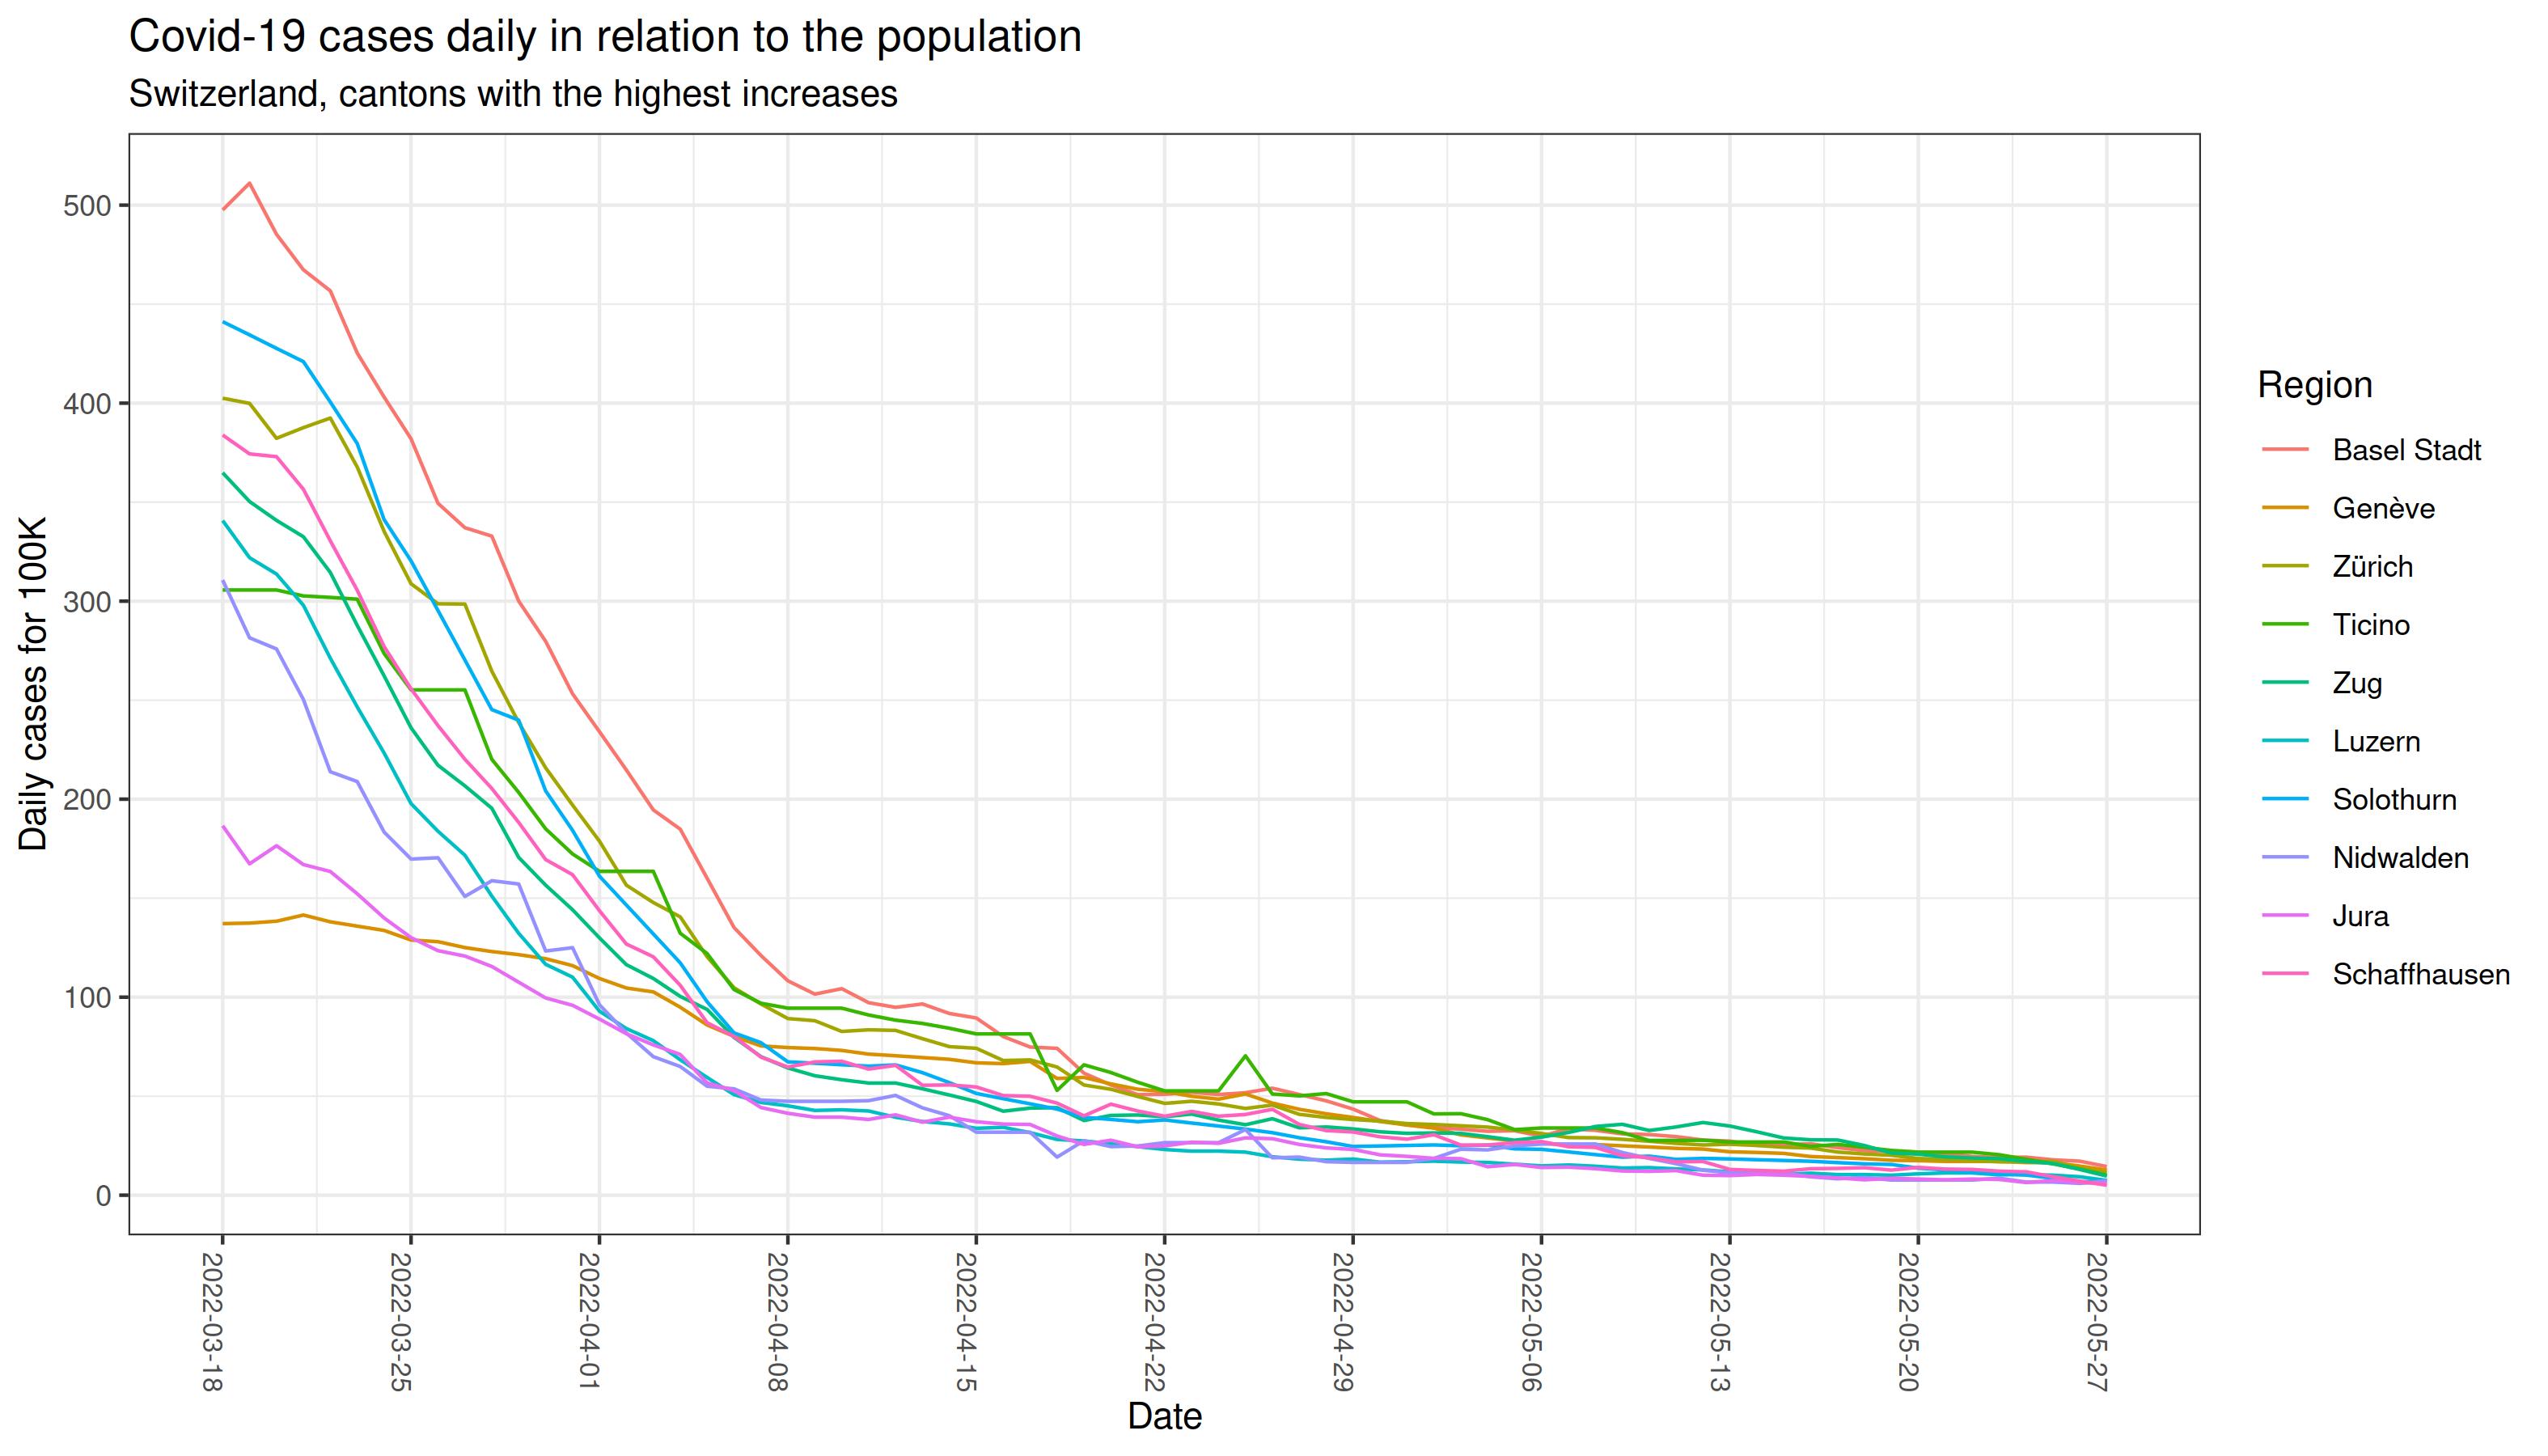 Covid-19 cases daily in relation to the population
Switzerland, cantons with the highest increases
Daily cases for 100K
500
400
300
200
100
0
2022-03-18
2022-03-25
2022-04-01
2022-04-08
2022-04-15
2022-04-22
2022-04-29
2022-05-06
2022-05-13
2022-05-20
2022-05-27
Date
Region
Basel Stadt
Genève
Zürich
Ticino
Zug
Luzern
Solothurn
Nidwalden
Jura
Schaffhausen